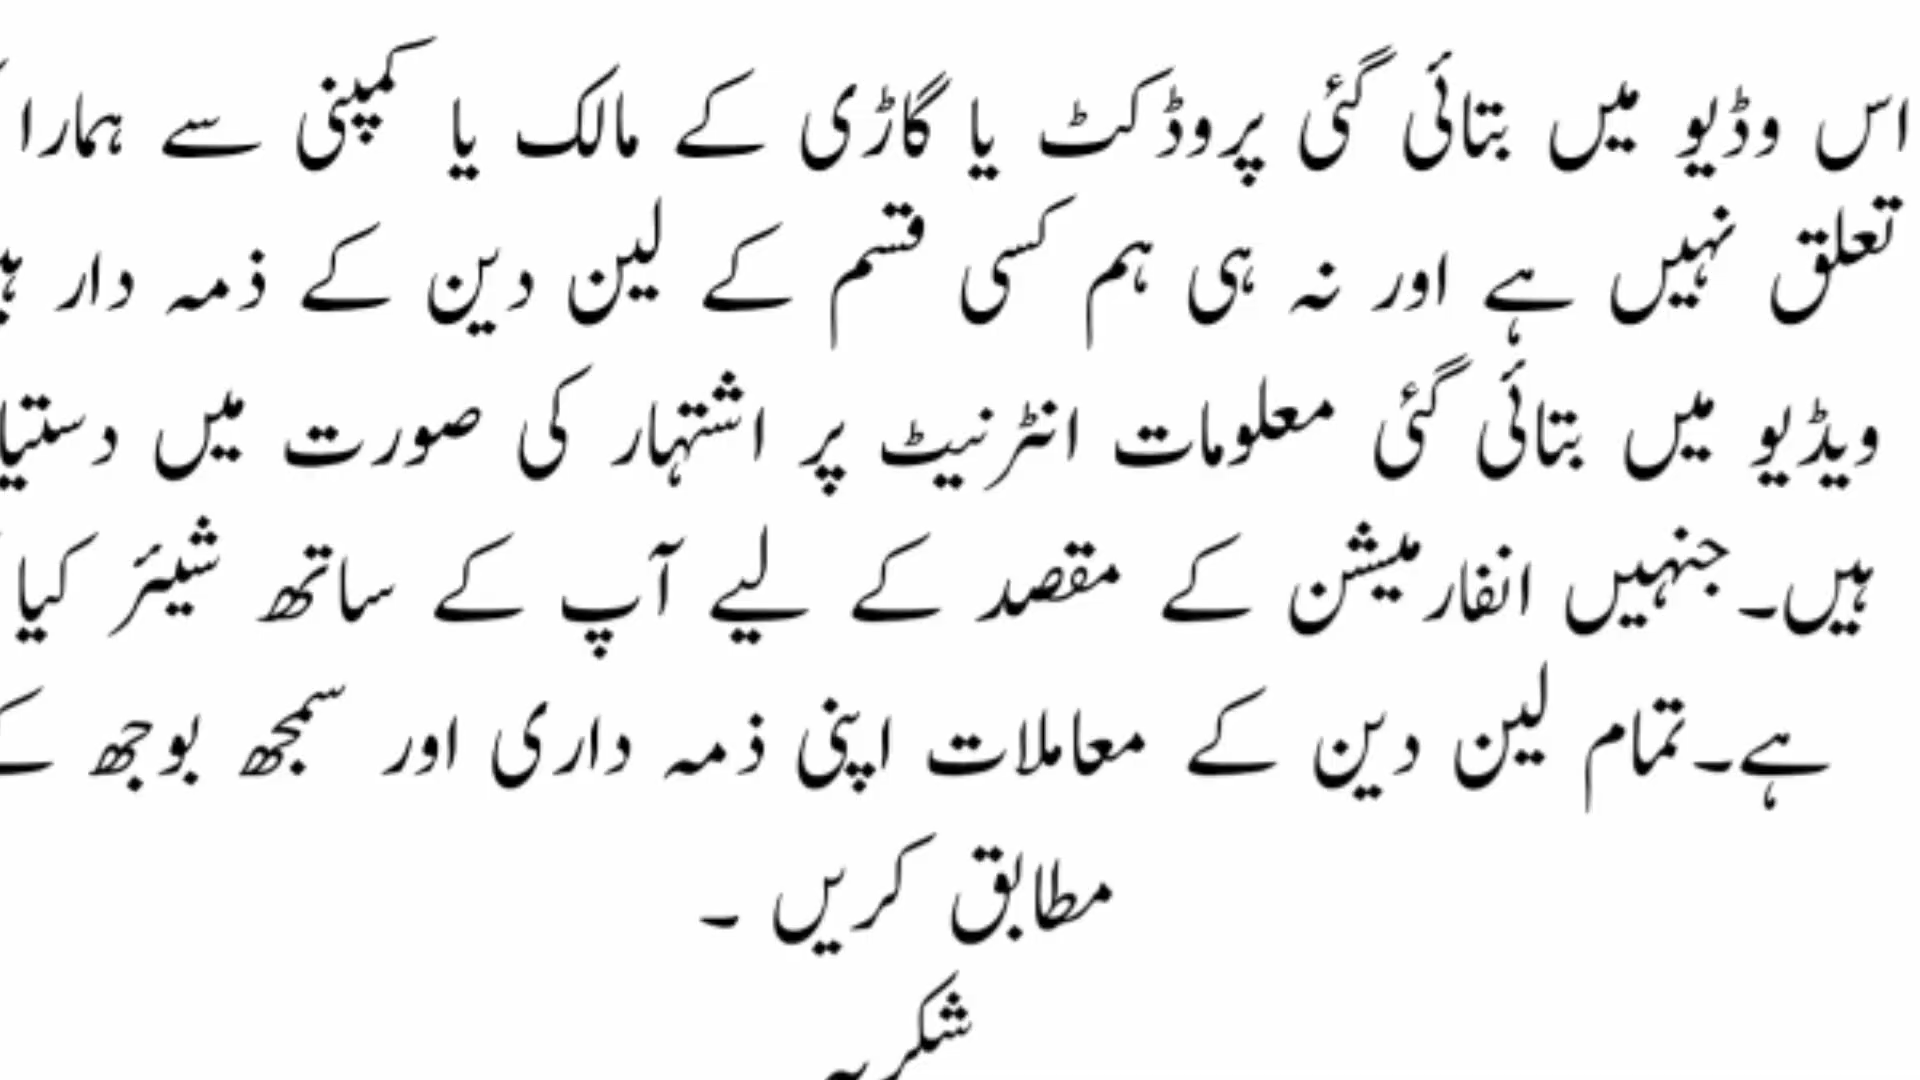 اس وڈیو میں بتائی گئی پروڈکٹ یا گاڑی کے مالک یا کمپنی سے ہمارا
تعلق نہیں ہے اور نہ ہی ہم کسی قسم کے لین دین کے ذمہ دار
ویڈیو میں بتائی گئی معلومات انٹرنیٹ پر اشتہار کی صورت میں
ہیں۔جنہیں انفارمیشن کے مقصد کے لیے آپ کے ساتھ شیئر کیا
ہے۔تمام لین دین کے معاملات اپنی ذمہ داری اور سمجھ بوجھ کے
مطابق کریں ۔
شکریہ